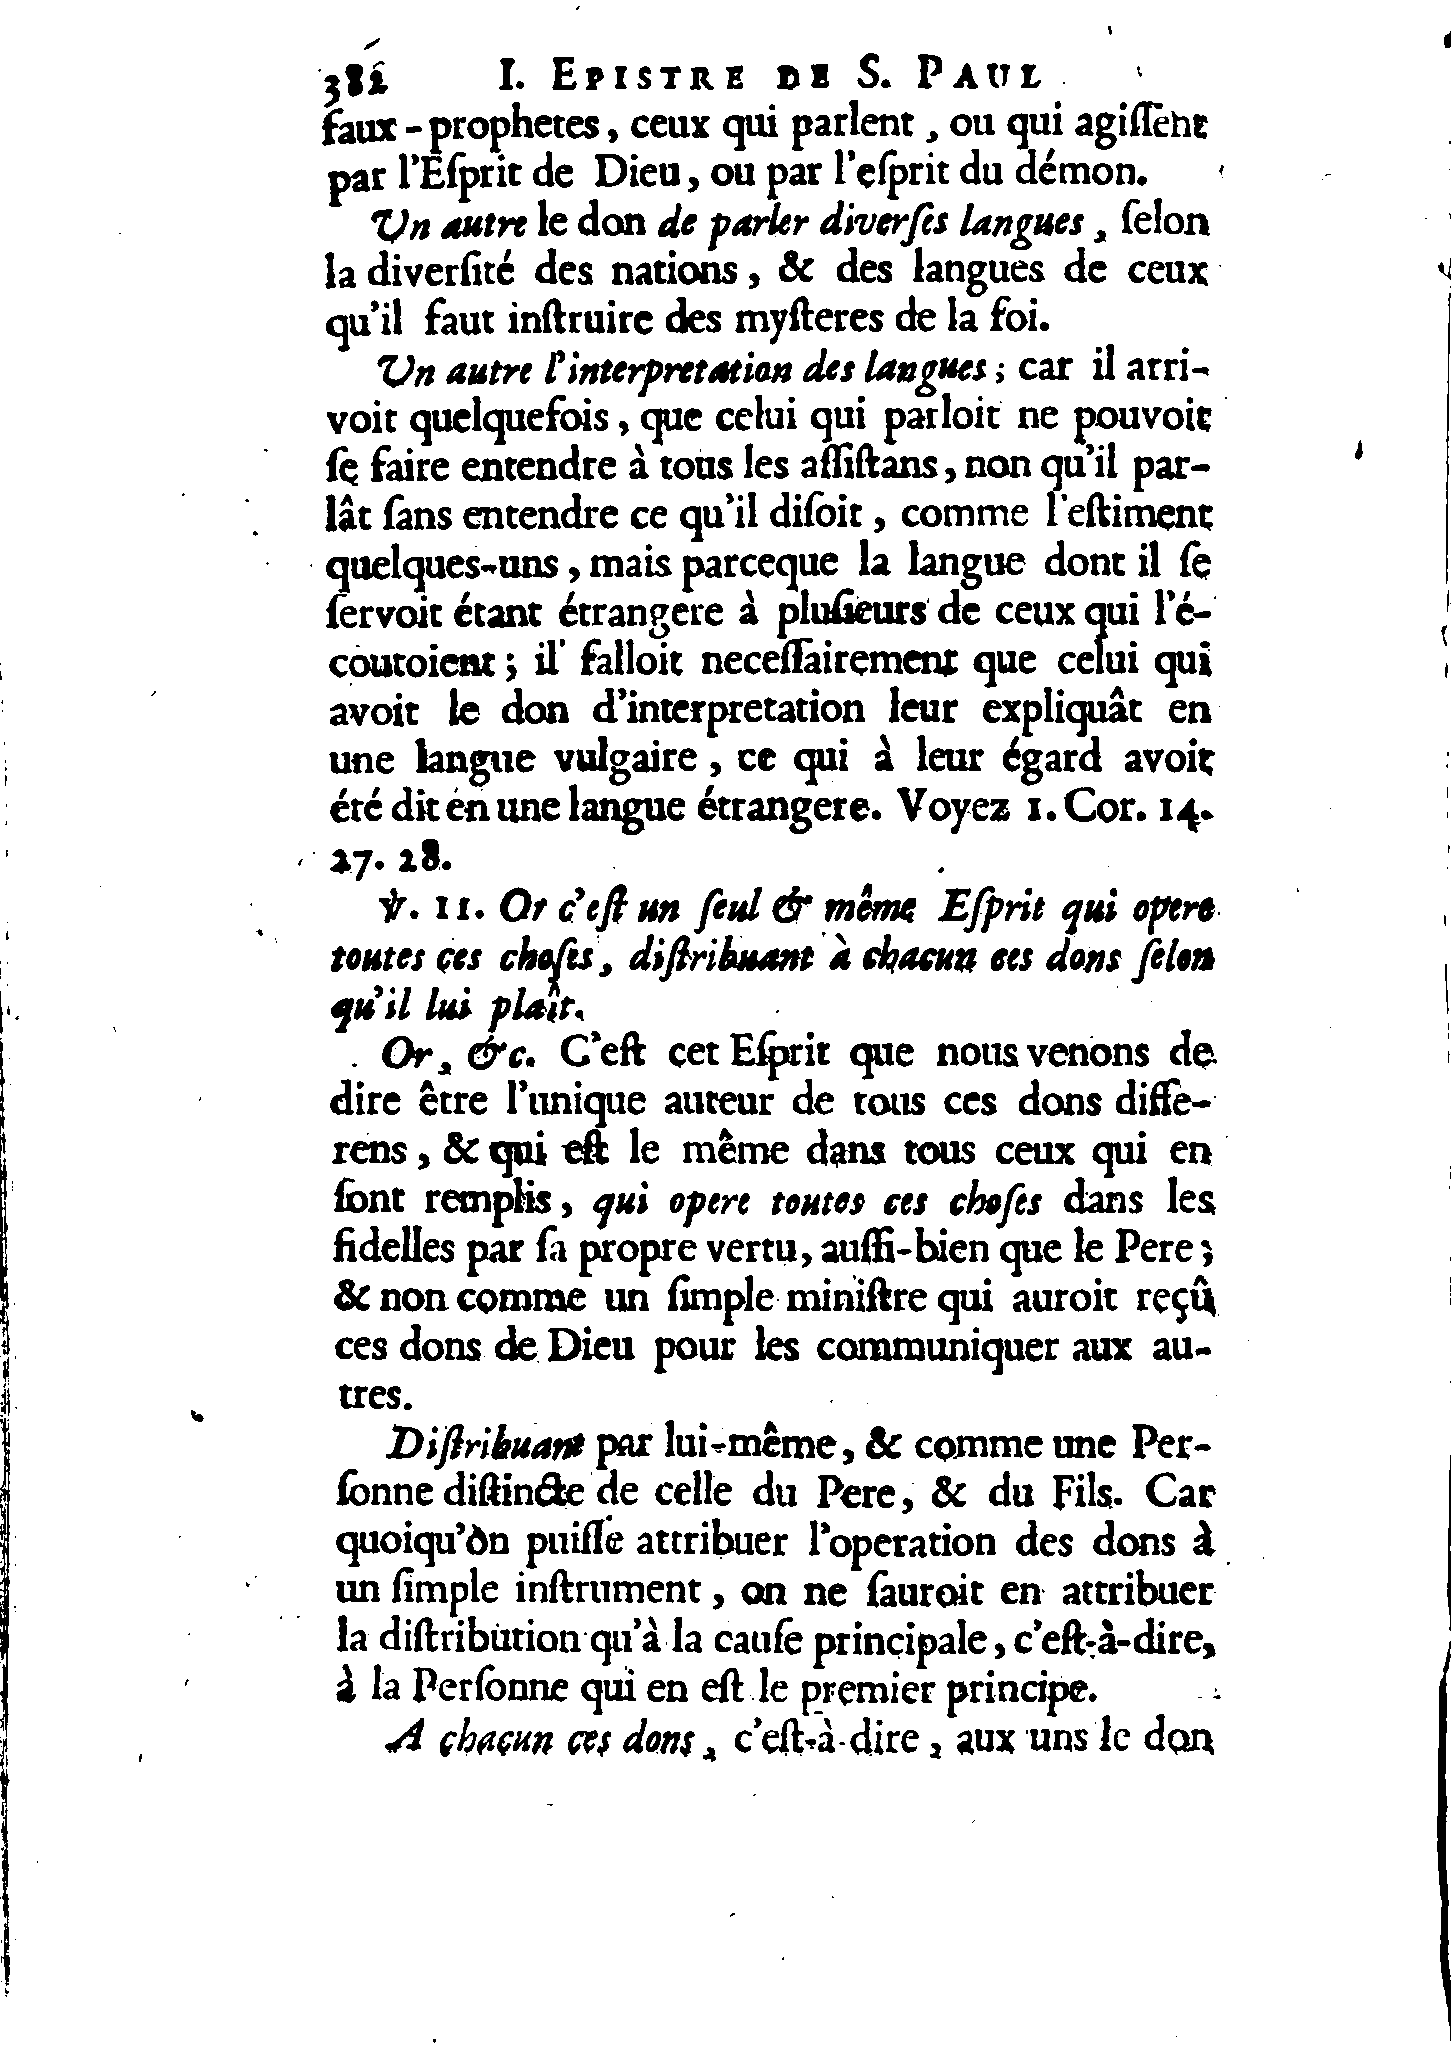 382 I. EPISTRE DE S. PAUL
faux-prophetes, ceux qui parlent, ou qui agiſſent
par l'Eſprit de Dieu, ou par l'eſprit du démon.
Un autre le don de parler diverſes langues, ſelon
la diverſité des nations, & des langues de ceux
qu'il faut inſtruire des myſteres de la foi.
Un autre l'interpretation des langues; car il arri-
voit quelquefois, que celui qui parloit ne pouvoit
ſe faire entendre à tous les aſſiſtans, non qu'il par-
lât ſans entendre ce qu'il diſoit, comme l'eſtiment
quelques-uns, mais parceque la langue dont il ſe
ſervoit étant étrangere à pluſieurs de ceux qui l'é-
coutoient; il falloit neceſſairement que celui qui
avoit le don d'interpretation leur expliquât en
une langue vulgaire, ce qui à leur égard avoit
été dit en une langue étrangere. Voyez 1. Cor. 14.
27. 28.
℣. 11. Or c'eſt un ſeul & même Eſprit qui opere
toutes ces choſes, diſtribuant à chacun ces dons ſelon
qu'il lui plaît.
Or, &c. C'eſt cet Eſprit que nous venons de
dire être l'unique auteur de tous ces dons diffe-
rens, & qui eſt le même dans tous ceux qui en
ſont remplis, qui opere toutes ces choſes dans les
fidelles par ſa propre vertu, auſſi-bien que le Pere;
& non comme un ſimple miniſtre qui auroit reçû
ces dons de Dieu pour les communiquer aux au-
tres.
Diſtribuant par lui-même, & comme une Per-
ſonne diſtincte de celle du Pere, & du Fils. Car
quoiqu'on puiſſe attribuer l'operation des dons à
un ſimple inſtrument, on ne ſauroit en attribuer
la diſtribution qu'à la cauſe principale, c'eſt-à-dire,
à la Perſonne qui en eſt le premier principe.
A chacun ces dons, c'eſt-à-dire, aux uns le don